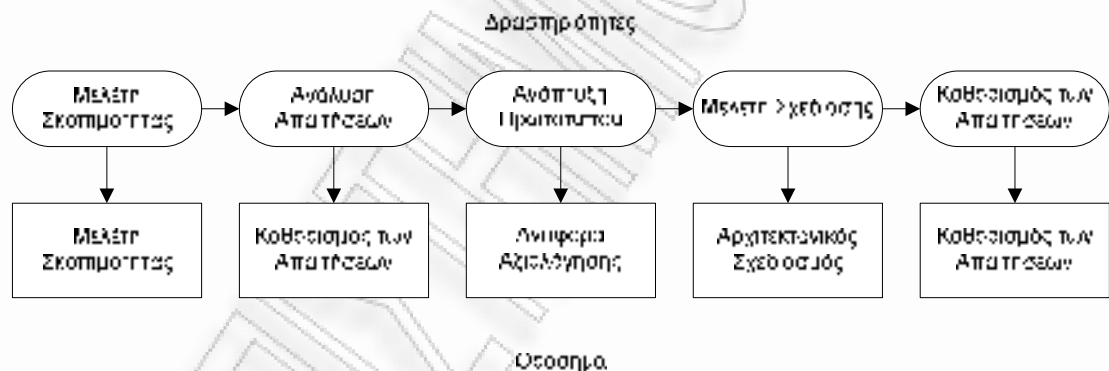 Δραστηριότητες
Μελέτη
Σκοπιμότητας
Ανάλυση
Απαιτήσεων
Ανάπτυξη
Πρωτοτύπου
Μελέτη Σχεδίασης
Καθορισμός των
Απαιτήσεων
Μελέτη
Σκοπιμότητας
Καθορισμός των
Απαιτήσεων
Αναφορά
Αξιολόγησης
Αρχιτεκτονικός
Σχεδιασμός
Καθορισμός των
Απαιτήσεων
Ορόσημα